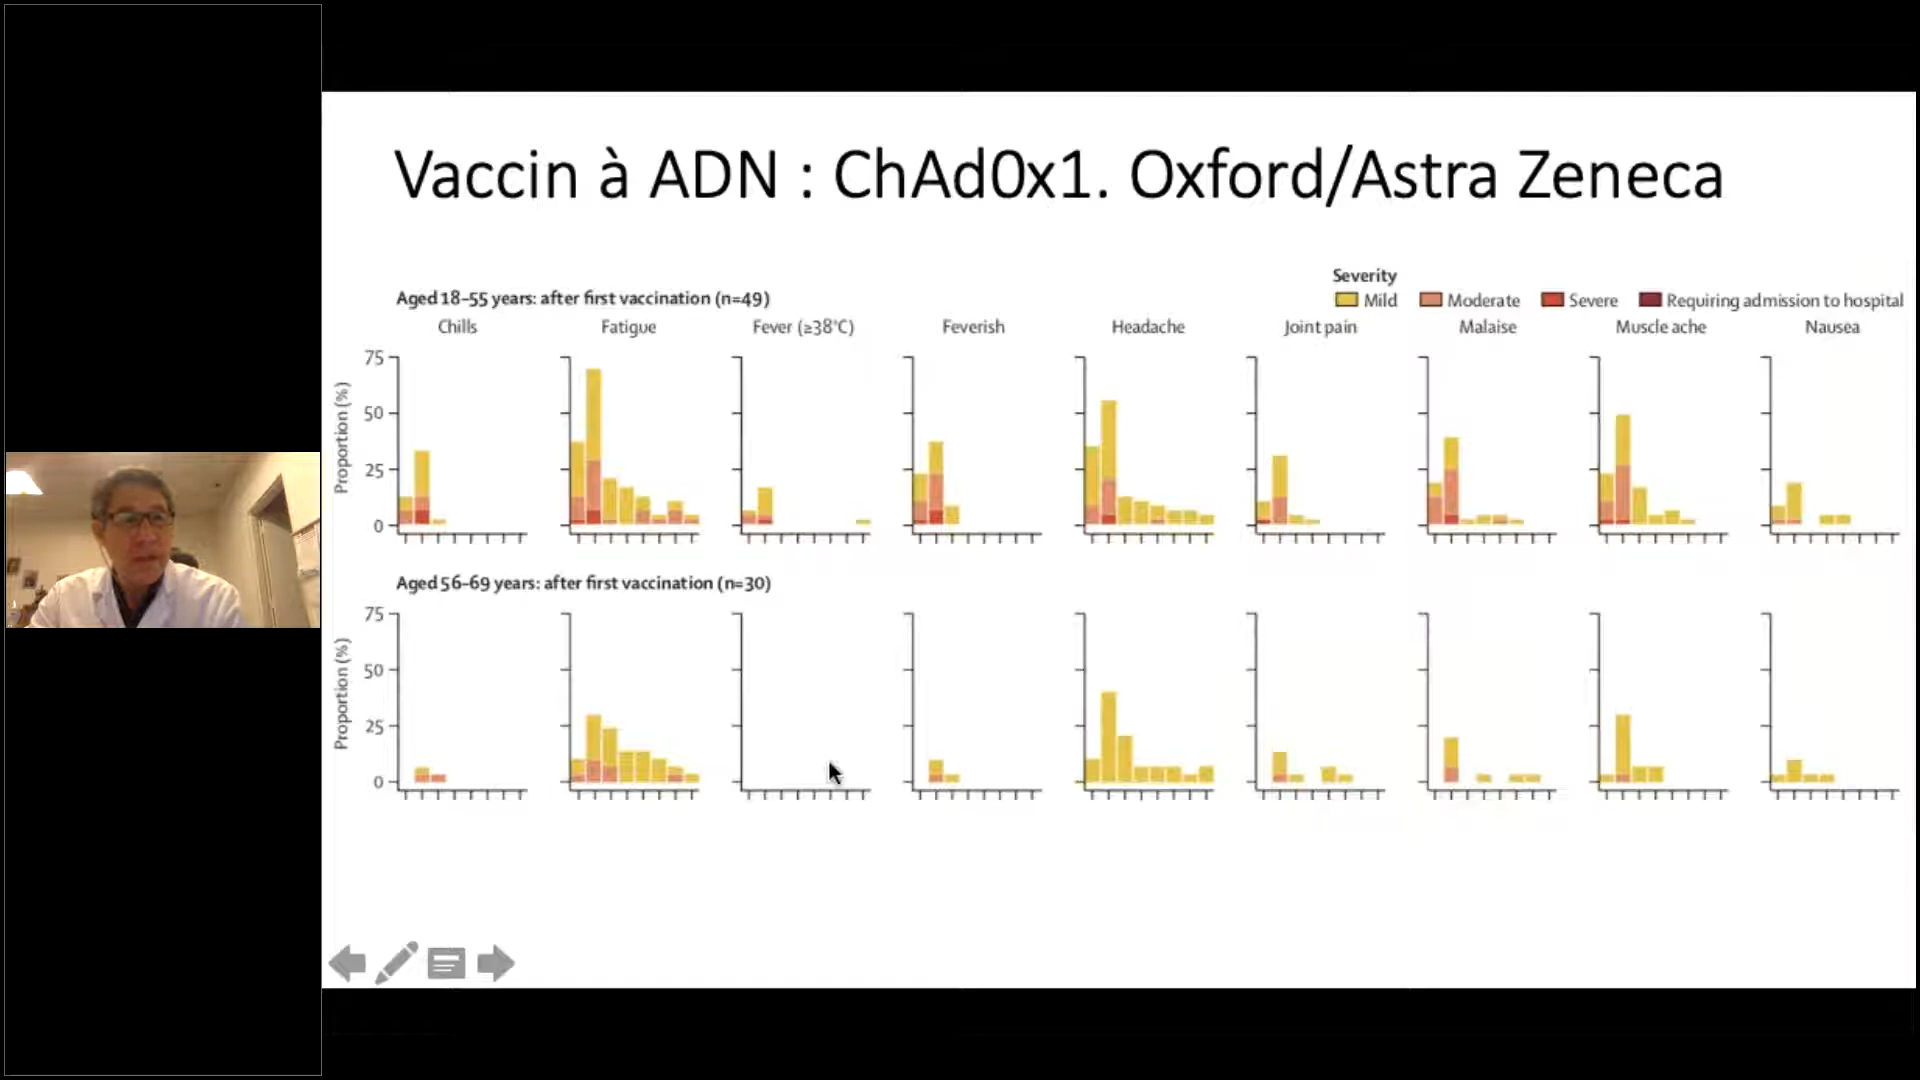 Vaccin à ADN : ChAd0x1. Oxford/Astra Zeneca
Severity
Aged 18–55 years: after first vaccination (n=49)
Mild Moderate Severe Requiring admission to hospital
Chills Fatigue Fever (≥38°C) Feverish Headache Joint pain Malaise Muscle ache Nausea
Proportion (%)
75
50
25
0
Aged 56–69 years: after first vaccination (n=30)
Proportion (%)
75
50
25
0